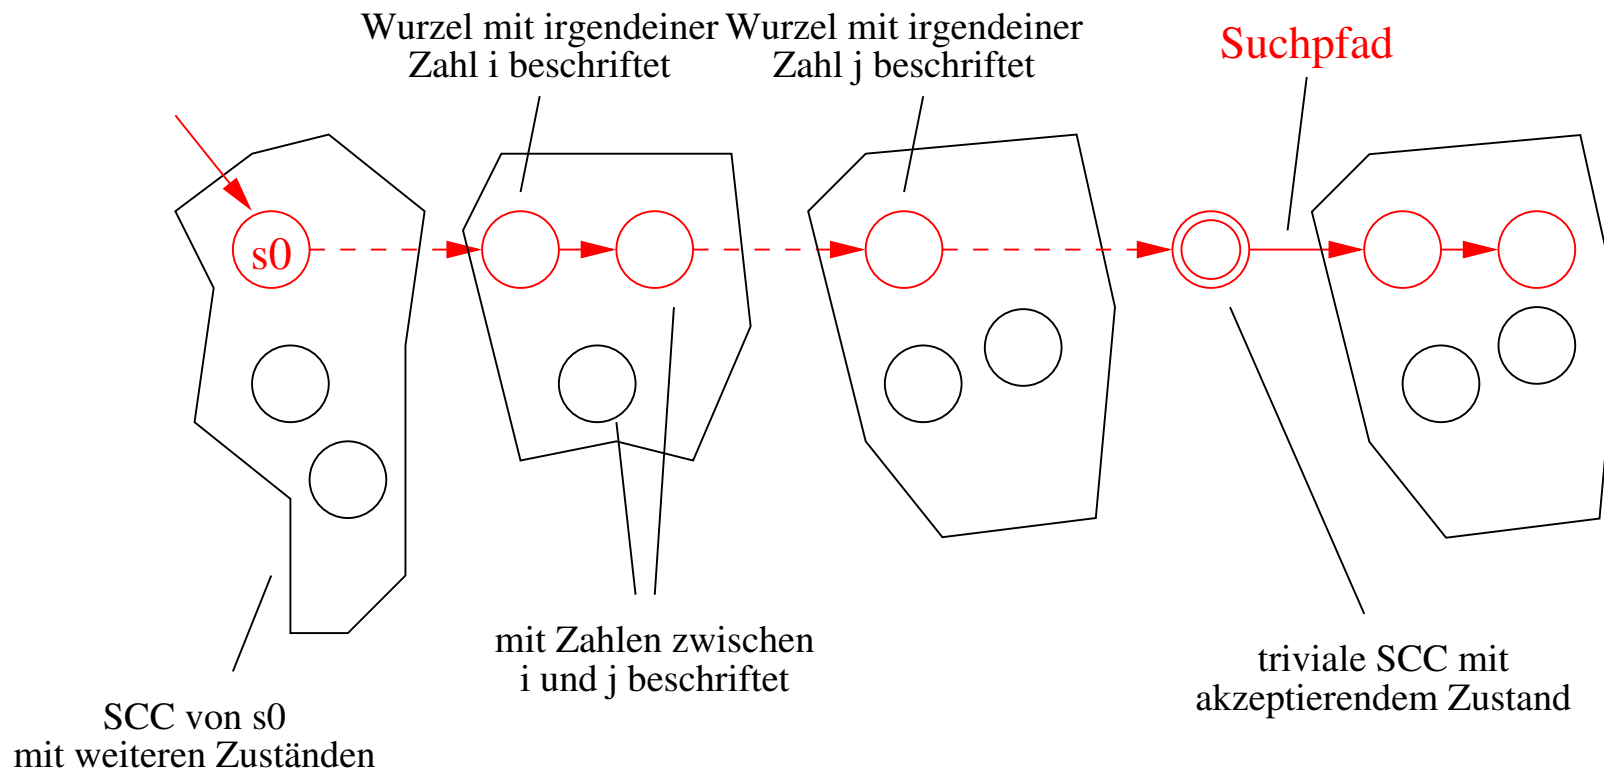 Wurzel mit irgendeiner
Zahl i beschriftet
Wurzel mit irgendeiner
Zahl j beschriftet
Suchpfad
s0
mit Zahlen zwischen
i und j beschriftet
triviale SCC mit
akzeptierendem Zustand
SCC von s0
mit weiteren Zuständen